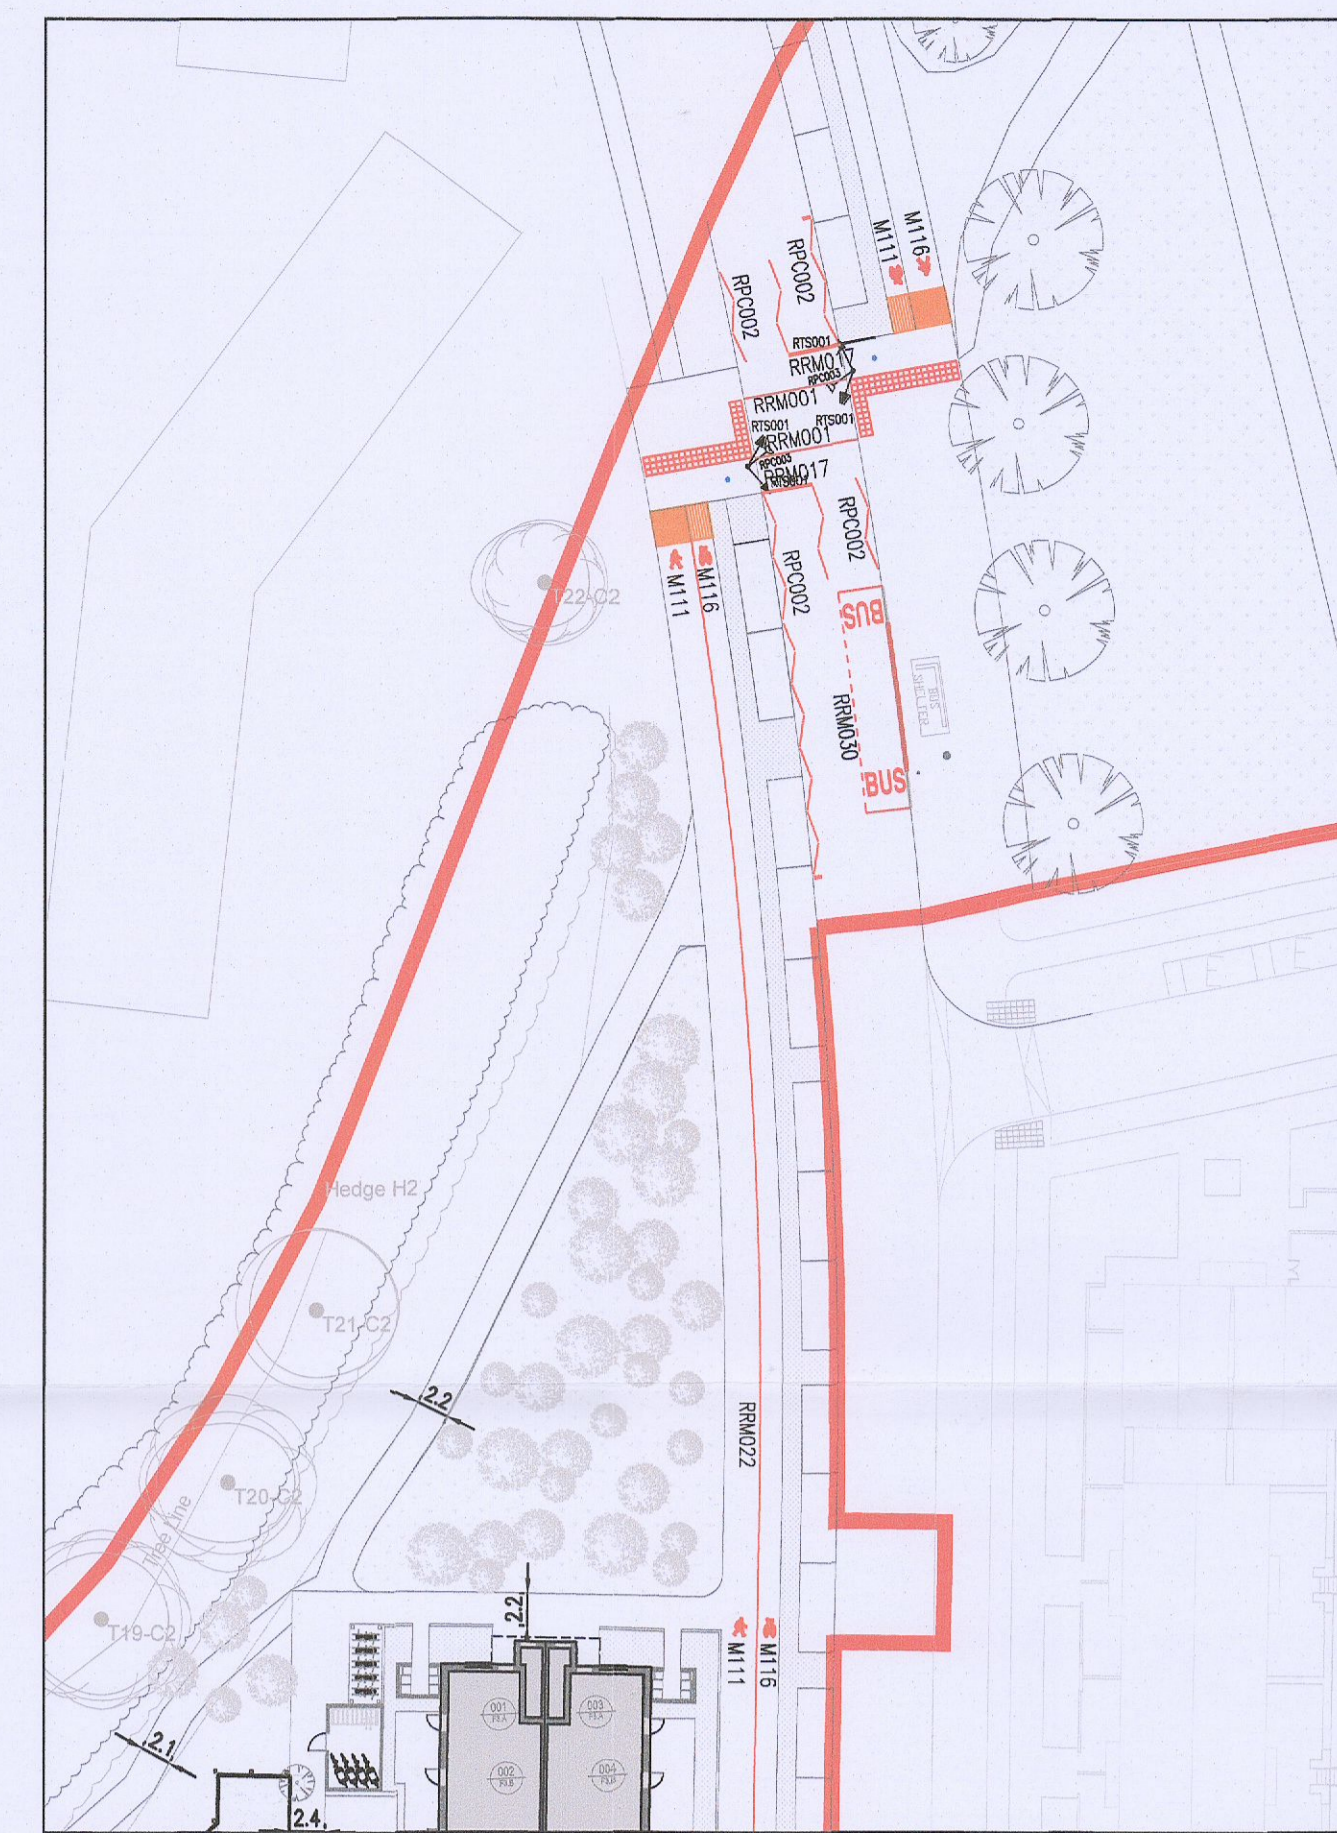 M116
M111
RPC002
RPC002
RTS001
RRM017
RPC003
RRM001
RTS001
RTS001
RRM001
RPC003
RRM017
RTS001
RPC002
RPC002
M116
M111
T22-C2
BUS
BUS
SHELTER
RRM030
BUS
Hedge H2
T21-C2
2.2
RRM022
T20-C2
Tree Line
T19-C2
2.2
M116
M111
001
003
002
004
2.1
2.4